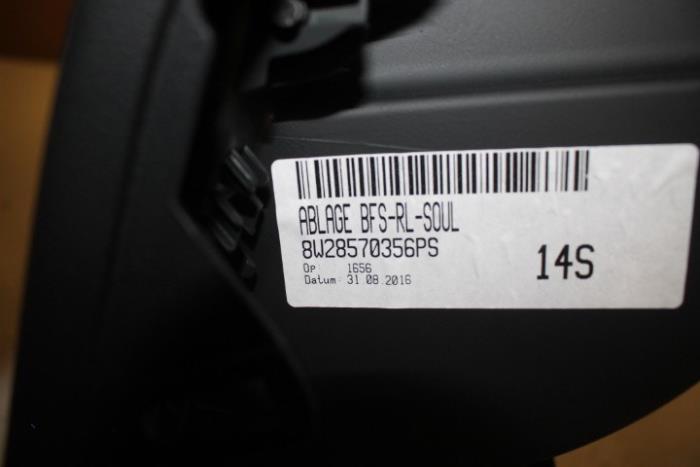 ABLAGE BFS-RL-SOUL
8W28570356PS
Op 1656
Datum: 31.08.2016
14S